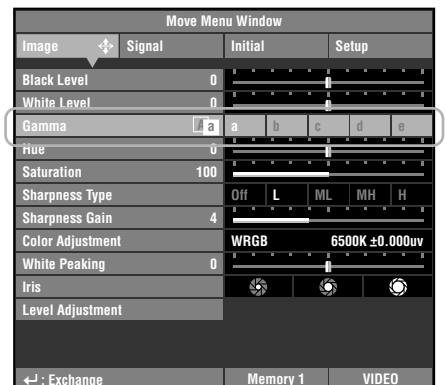 Move Menu Window
Image Signal Initial Setup
Black Level 0
White Level 0
Gamma A a a b c d e
Hue 0
Saturation 100
Sharpness Type Off L ML MH H
Sharpness Gain 4
Color Adjustment WRGB 6500K ±0.000uv
White Peaking 0
Iris
Level Adjustment
: Exchange Memory 1 VIDEO